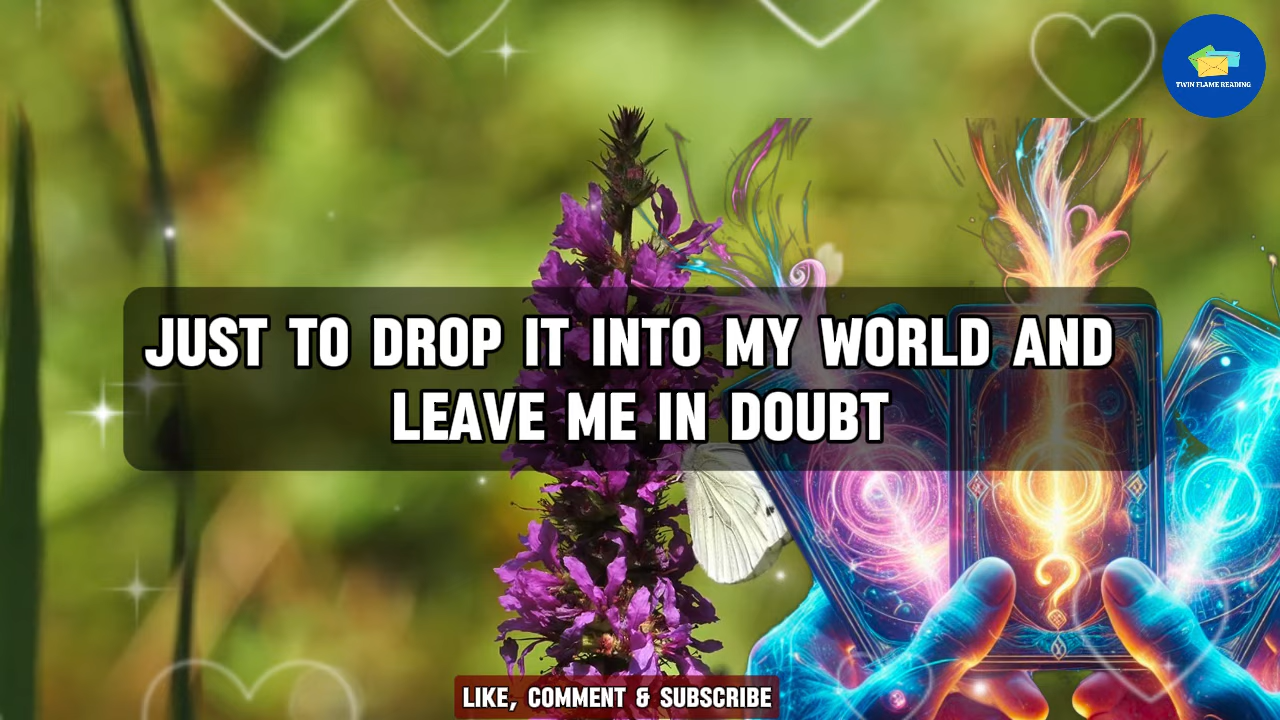 TWIN FLAME READING
JUST TO DROP IT INTO MY WORLD AND
LEAVE ME IN DOUBT
?
LIKE, COMMENT & SUBSCRIBE